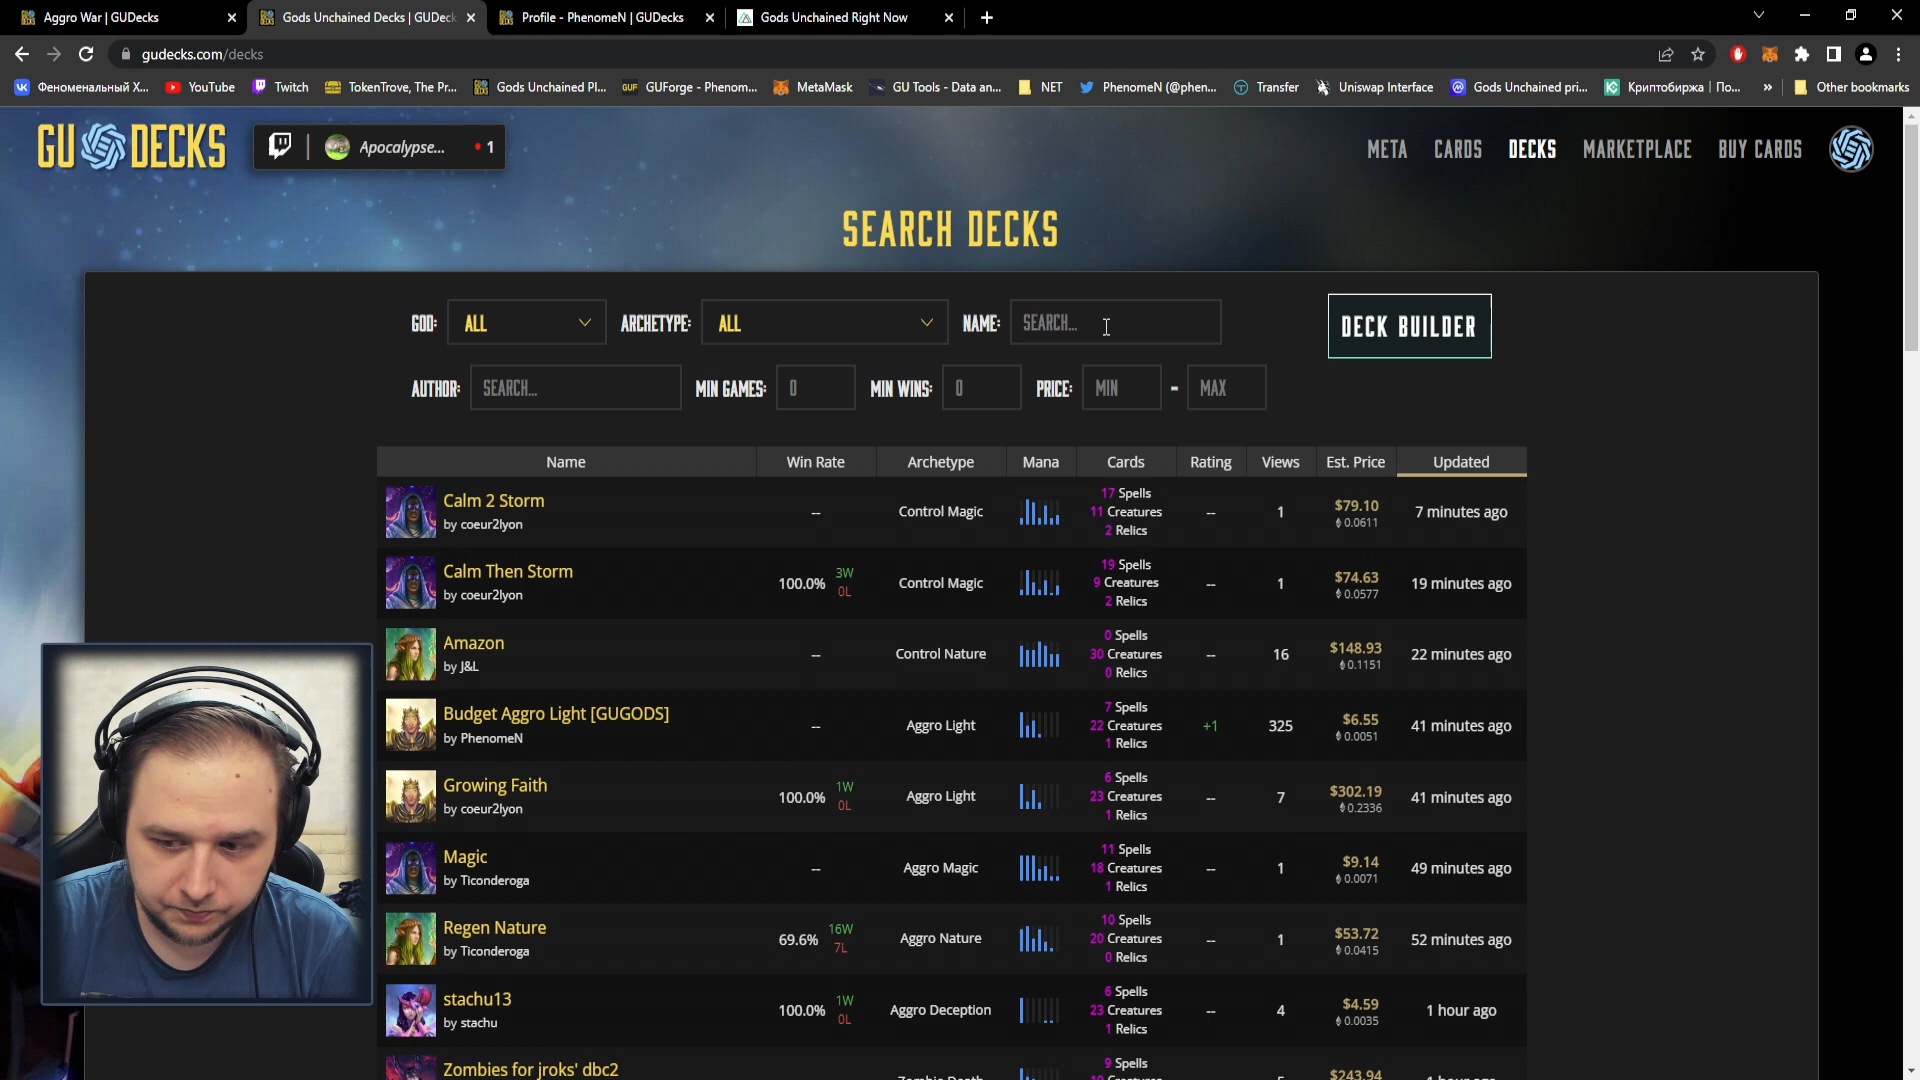 Aggro War | GUDecks
Gods Unchained Decks | GUDeck
Profile - PhenomeN | GUDecks
Gods Unchained Right Now
gudecks.com/decks
Феноменальный Х...
YouTube
Twitch
TokenTrove, The Pr...
Gods Unchained Pl...
GUF GUForge - Phenom...
MetaMask
GU Tools - Data an...
NET
PhenomeN (@phen...
Transfer
Uniswap Interface
Gods Unchained pri...
Криптобиржа | По...
»
Other bookmarks
GU DECKS
Apocalypse... 1
META CARDS DECKS MARKETPLACE BUY CARDS
SEARCH DECKS
GOD: ALL ARCHETYPE: ALL NAME: SEARCH...
DECK BUILDER
AUTHOR: SEARCH... MIN GAMES: 0 MIN WINS: 0 PRICE: MIN - MAX
Name Win Rate Archetype Mana Cards Rating Views Est. Price Updated
Calm 2 Storm
by coeur2lyon
-- Control Magic
17 Spells
11 Creatures
2 Relics
-- 1
$79.10
0.0611
7 minutes ago
Calm Then Storm
by coeur2lyon
100.0%
3W
0L
Control Magic
19 Spells
9 Creatures
2 Relics
-- 1
$74.63
0.0577
19 minutes ago
Amazon
by J&L
-- Control Nature
0 Spells
30 Creatures
0 Relics
-- 16
$148.93
0.1151
22 minutes ago
Budget Aggro Light [GUGODS]
by PhenomeN
-- Aggro Light
7 Spells
22 Creatures
1 Relics
+1 325
$6.55
0.0051
41 minutes ago
Growing Faith
by coeur2lyon
100.0%
1W
0L
Aggro Light
6 Spells
23 Creatures
1 Relics
-- 7
$302.19
0.2336
41 minutes ago
Magic
by Ticonderoga
-- Aggro Magic
11 Spells
18 Creatures
1 Relics
-- 1
$9.14
0.0071
49 minutes ago
Regen Nature
by Ticonderoga
69.6%
16W
7L
Aggro Nature
10 Spells
20 Creatures
0 Relics
-- 1
$53.72
0.0415
52 minutes ago
stachu13
by stachu
100.0%
1W
0L
Aggro Deception
6 Spells
23 Creatures
1 Relics
-- 4
$4.59
0.0035
1 hour ago
Zombies for jroks' dbc2
9 Spells
$243.94